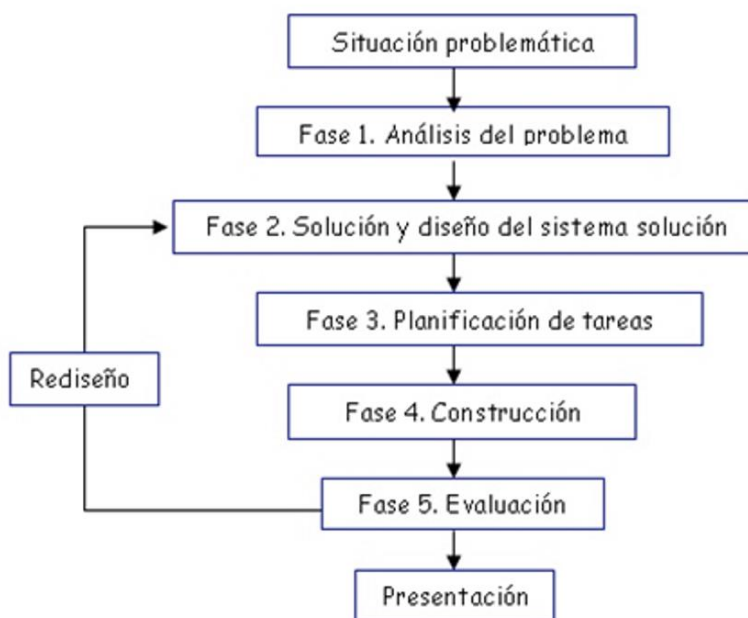 Situación problemática
Fase 1. Análisis del problema
Fase 2. Solución y diseño del sistema solución
Fase 3. Planificación de tareas
Rediseño
Fase 4. Construcción
Fase 5. Evaluación
Presentación